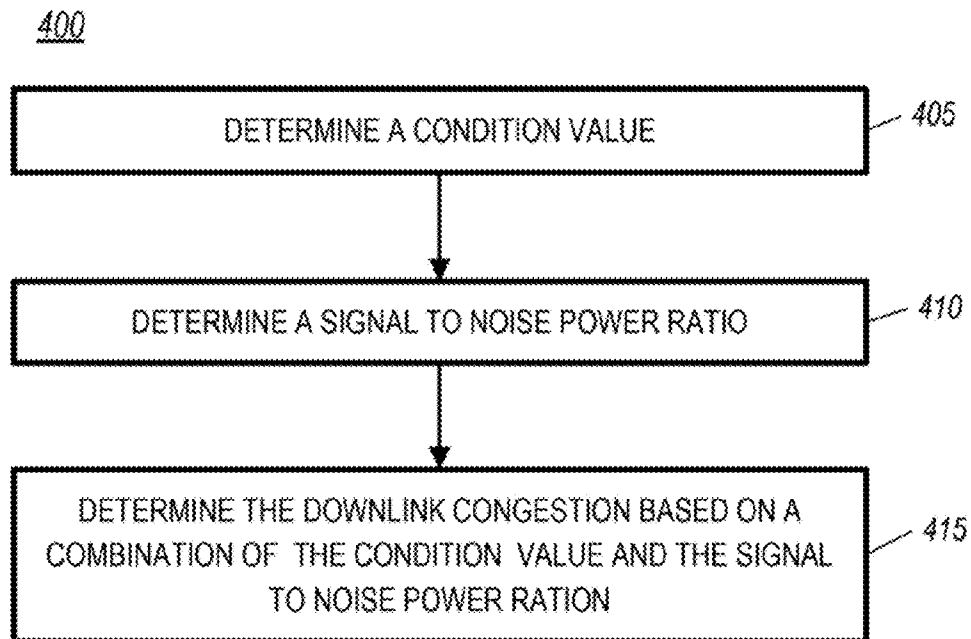 400
DETERMINE A CONDITION VALUE
405
DETERMINE A SIGNAL TO NOISE POWER RATIO
410
DETERMINE THE DOWNLINK CONGESTION BASED ON A
COMBINATION OF THE CONDITION VALUE AND THE SIGNAL
TO NOISE POWER RATION
415